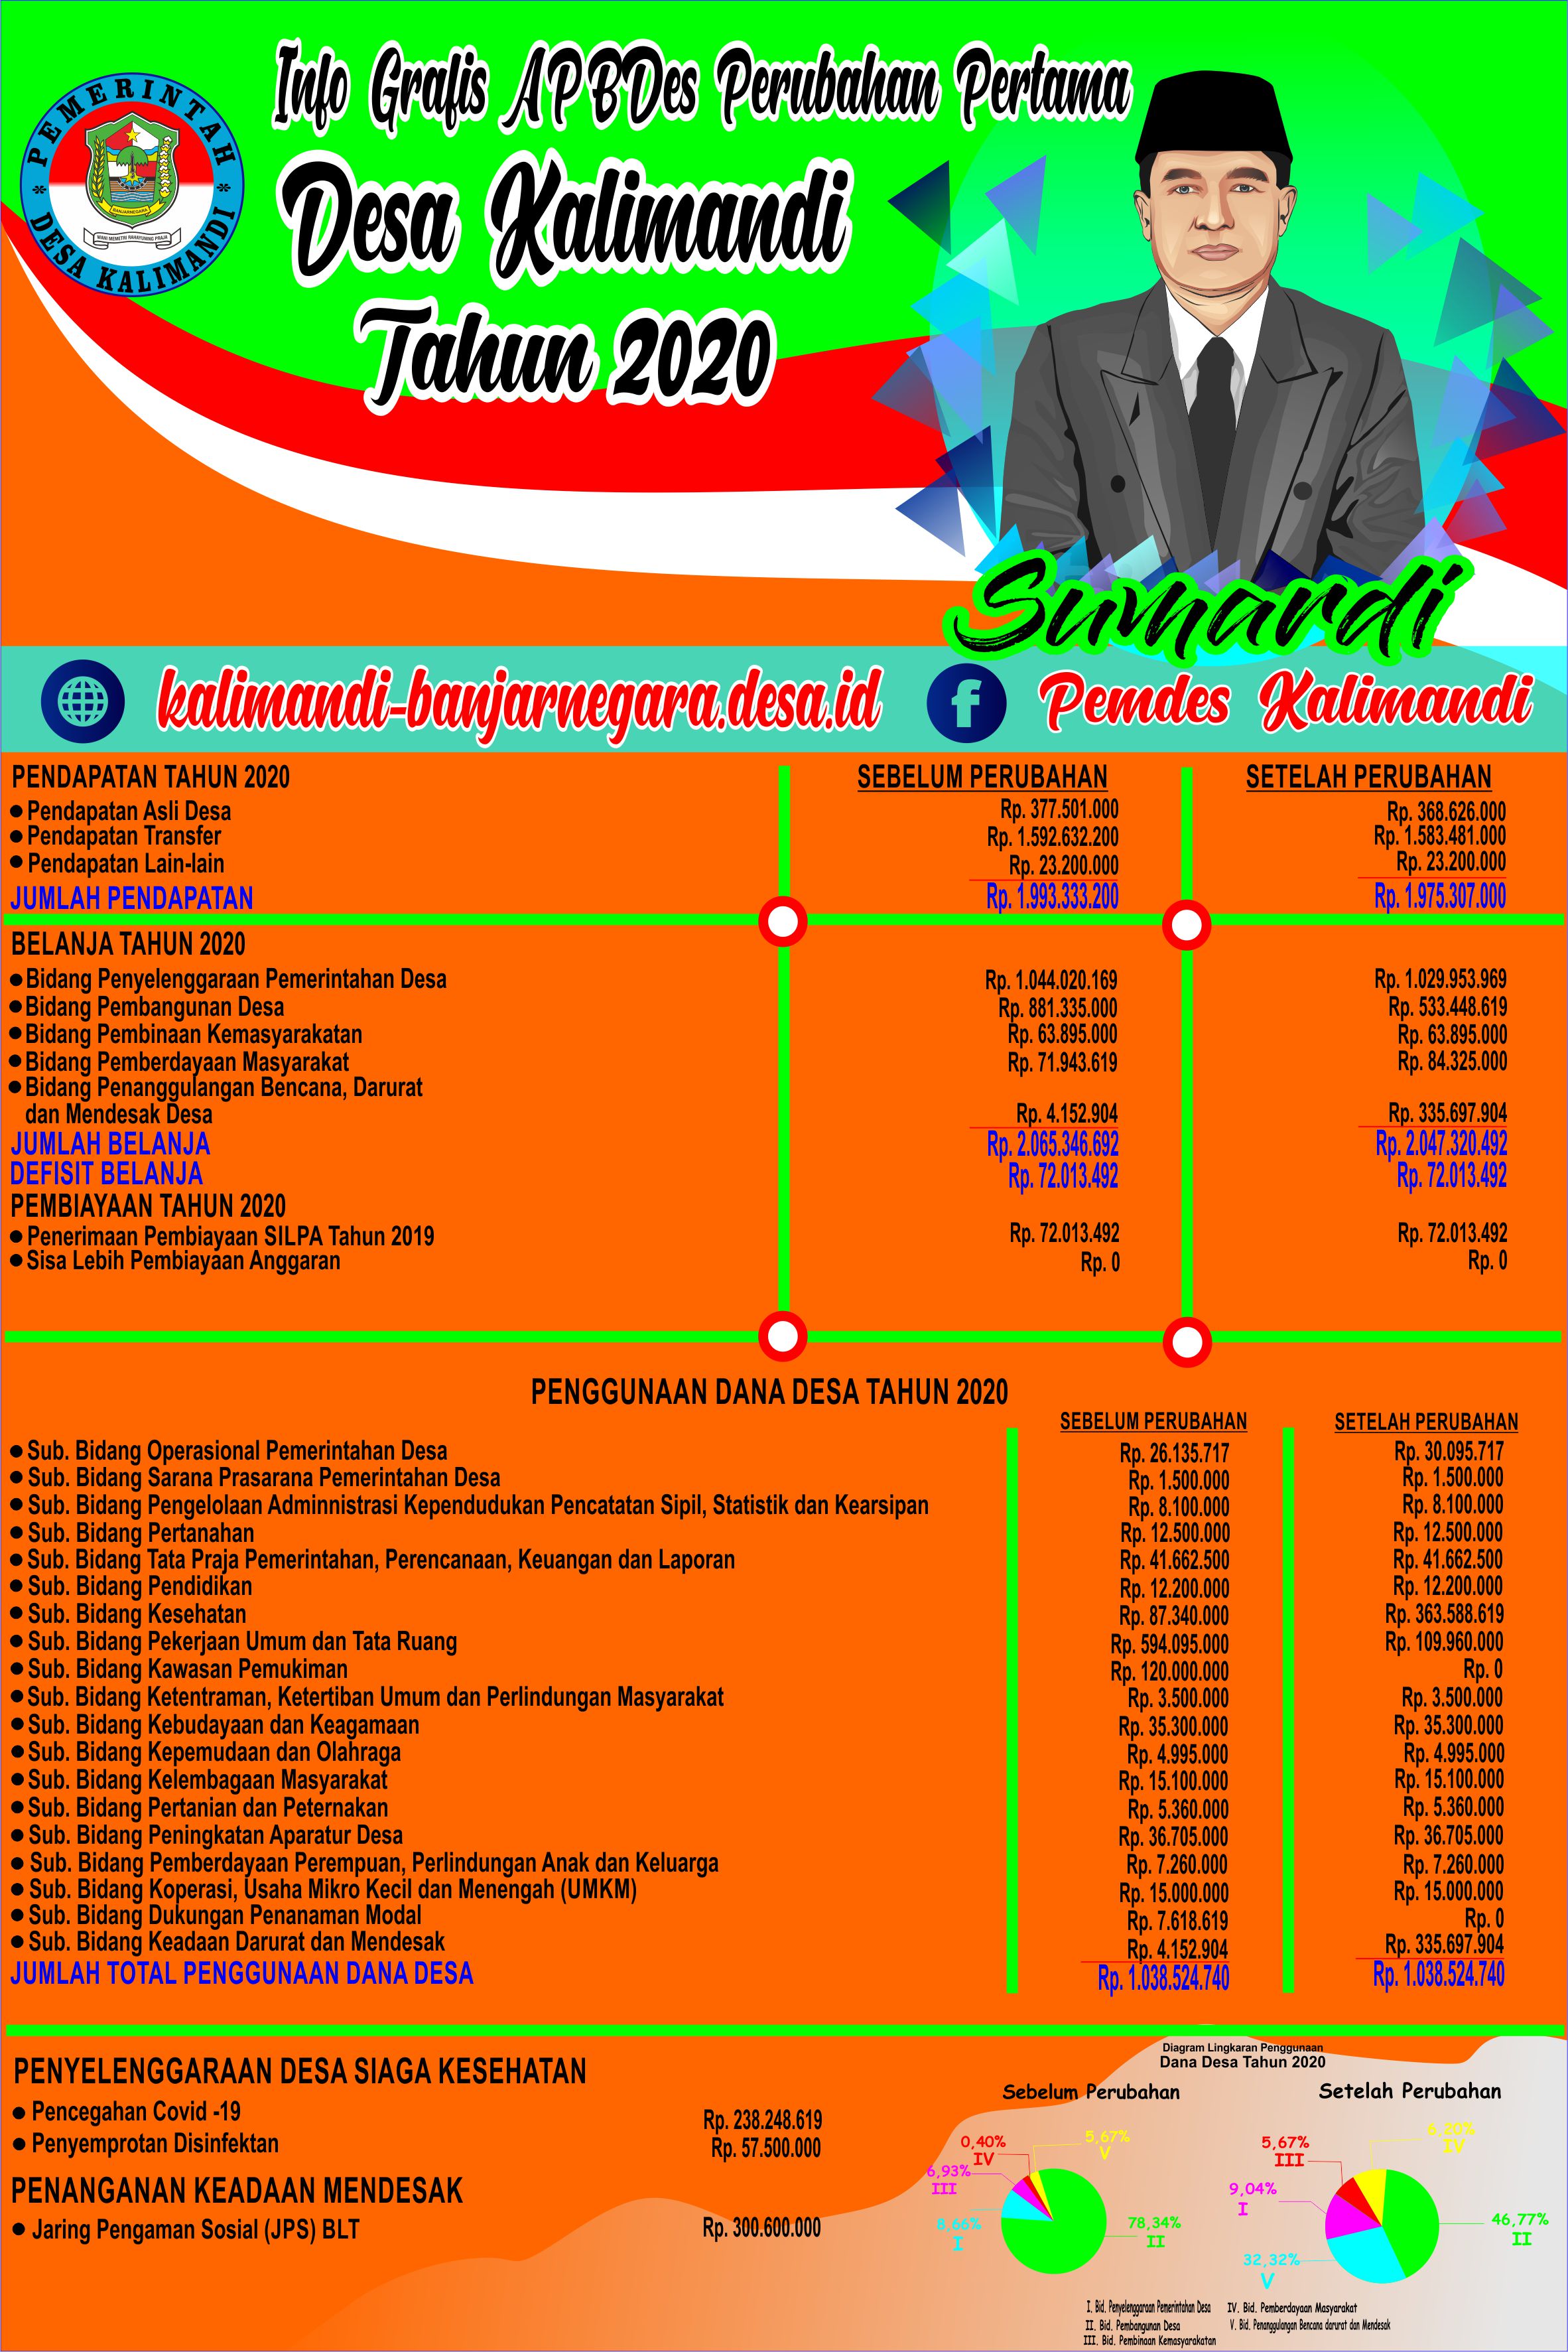 PEMERINTAH
DESA KALIMANDI
BANJARNEGARA
WANI MEMETRI RAHAYUNING PRAJA
Info Grafis APBDes Perubahan Pertama
Desa Kalimandi
Tahun 2020
Sumardi
kalimandi-banjarnegara.desa.id
f Pemdes Kalimandi
PENDAPATAN TAHUN 2020 SEBELUM PERUBAHAN SETELAH PERUBAHAN
● Pendapatan Asli Desa Rp. 377.501.000 Rp. 368.626.000
● Pendapatan Transfer Rp. 1.592.632.200 Rp. 1.583.481.000
● Pendapatan Lain-lain Rp. 23.200.000 Rp. 23.200.000
JUMLAH PENDAPATAN Rp. 1.993.333.200 Rp. 1.975.307.000
BELANJA TAHUN 2020
● Bidang Penyelenggaraan Pemerintahan Desa Rp. 1.044.020.169 Rp. 1.029.953.969
● Bidang Pembangunan Desa Rp. 881.335.000 Rp. 533.448.619
● Bidang Pembinaan Kemasyarakatan Rp. 63.895.000 Rp. 63.895.000
● Bidang Pemberdayaan Masyarakat Rp. 71.943.619 Rp. 84.325.000
● Bidang Penanggulangan Bencana, Darurat
dan Mendesak Desa Rp. 4.152.904 Rp. 335.697.904
JUMLAH BELANJA Rp. 2.065.346.692 Rp. 2.047.320.492
DEFISIT BELANJA Rp. 72.013.492 Rp. 72.013.492
PEMBIAYAAN TAHUN 2020
● Penerimaan Pembiayaan SILPA Tahun 2019 Rp. 72.013.492 Rp. 72.013.492
● Sisa Lebih Pembiayaan Anggaran Rp. 0 Rp. 0
PENGGUNAAN DANA DESA TAHUN 2020
SEBELUM PERUBAHAN SETELAH PERUBAHAN
● Sub. Bidang Operasional Pemerintahan Desa Rp. 26.135.717 Rp. 30.095.717
● Sub. Bidang Sarana Prasarana Pemerintahan Desa Rp. 1.500.000 Rp. 1.500.000
● Sub. Bidang Pengelolaan Adminnistrasi Kependudukan Pencatatan Sipil, Statistik dan Kearsipan Rp. 8.100.000 Rp. 8.100.000
● Sub. Bidang Pertanahan Rp. 12.500.000 Rp. 12.500.000
● Sub. Bidang Tata Praja Pemerintahan, Perencanaan, Keuangan dan Laporan Rp. 41.662.500 Rp. 41.662.500
● Sub. Bidang Pendidikan Rp. 12.200.000 Rp. 12.200.000
● Sub. Bidang Kesehatan Rp. 87.340.000 Rp. 363.588.619
● Sub. Bidang Pekerjaan Umum dan Tata Ruang Rp. 594.095.000 Rp. 109.960.000
● Sub. Bidang Kawasan Pemukiman Rp. 120.000.000 Rp. 0
● Sub. Bidang Ketentraman, Ketertiban Umum dan Perlindungan Masyarakat Rp. 3.500.000 Rp. 3.500.000
● Sub. Bidang Kebudayaan dan Keagamaan Rp. 35.300.000 Rp. 35.300.000
● Sub. Bidang Kepemudaan dan Olahraga Rp. 4.995.000 Rp. 4.995.000
● Sub. Bidang Kelembagaan Masyarakat Rp. 15.100.000 Rp. 15.100.000
● Sub. Bidang Pertanian dan Peternakan Rp. 5.360.000 Rp. 5.360.000
● Sub. Bidang Peningkatan Aparatur Desa Rp. 36.705.000 Rp. 36.705.000
● Sub. Bidang Pemberdayaan Perempuan, Perlindungan Anak dan Keluarga Rp. 7.260.000 Rp. 7.260.000
● Sub. Bidang Koperasi, Usaha Mikro Kecil dan Menengah (UMKM) Rp. 15.000.000 Rp. 15.000.000
● Sub. Bidang Dukungan Penanaman Modal Rp. 7.618.619 Rp. 0
● Sub. Bidang Keadaan Darurat dan Mendesak Rp. 4.152.904 Rp. 335.697.904
JUMLAH TOTAL PENGGUNAAN DANA DESA Rp. 1.038.524.740 Rp. 1.038.524.740
PENYELENGGARAAN DESA SIAGA KESEHATAN
● Pencegahan Covid -19 Rp. 238.248.619
● Penyemprotan Disinfektan Rp. 57.500.000
PENANGANAN KEADAAN MENDESAK
● Jaring Pengaman Sosial (JPS) BLT Rp. 300.600.000
Diagram Lingkaran Penggunaan
Dana Desa Tahun 2020
Sebelum Perubahan
5,67%
V
0,40%
IV
6,93%
III
8,66%
I
78,34%
II
Setelah Perubahan
6,20%
IV
5,67%
III
9,04%
I
46,77%
II
32,32%
V
I. Bid. Penyelenggaraan Pemerintahan Desa
II. Bid. Pembangunan Desa
III. Bid. Pembinaan Kemasyarakatan
IV. Bid. Pemberdayaan Masyarakat
V. Bid. Penanggulangan Bencana darurat dan Mendesak